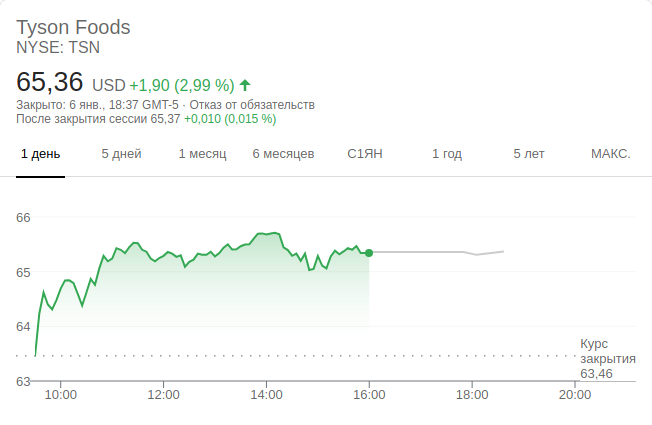 Tyson Foods
NYSE: TSN
65,36 USD +1,90 (2,99 %)
Закрыто: 6 янв., 18:37 GMT-5 · Отказ от обязательств
После закрытия сессии 65,37 +0,010 (0,015 %)
1 день 5 дней 1 месяц 6 месяцев С1ЯН 1 год 5 лет МАКС.
66
65
64
Курс
закрытия
63,46
63
10:00 12:00 14:00 16:00 18:00 20:00